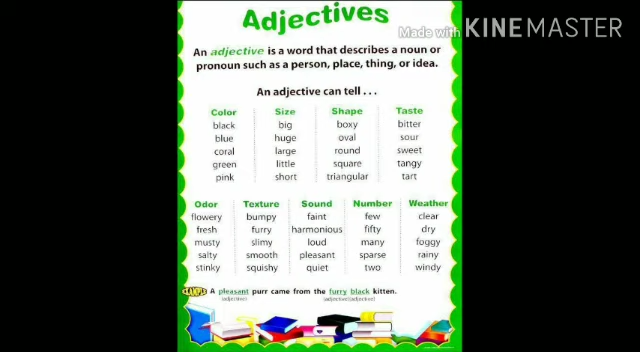 Adjectives
Made with KINEMASTER
An adjective is a word that describes a noun or
pronoun such as a person, place, thing, or idea.
An adjective can tell . . .
Color Size Shape Taste
black big boxy bitter
blue huge oval sour
coral large round sweet
green little square tangy
pink short triangular tart
Odor Texture Sound Number Weather
flowery bumpy faint few clear
fresh furry harmonious fifty dry
musty slimy loud many foggy
salty smooth pleasant sparse rainy
stinky squishy quiet two windy
EXAMPLE A pleasant purr came from the furry black kitten.
(adjective) (adjective)(adjective)